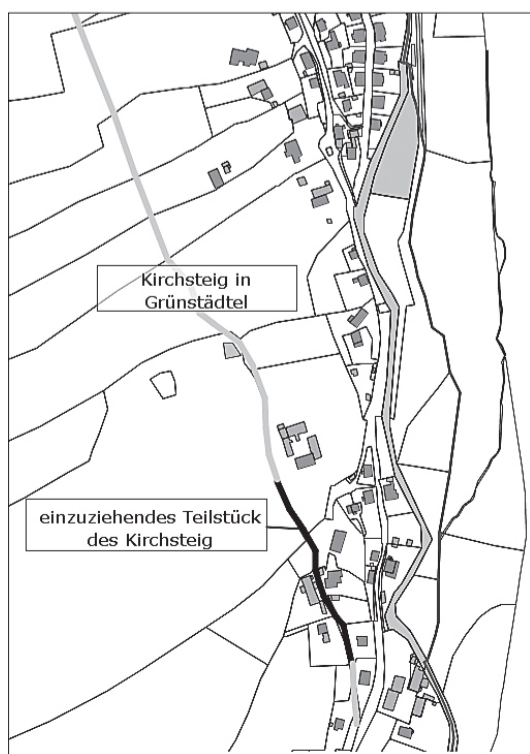 Kirchsteig in
Grünstädtel
einzuziehendes Teilstück
des Kirchsteig